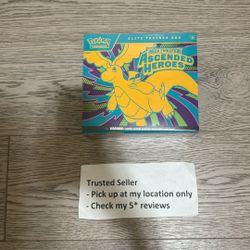 Pokémon
ELITE TRAINER BOX
ASCENDED
HEROES
Trusted Seller
- Pick up at my location only
- Check my 5* reviews